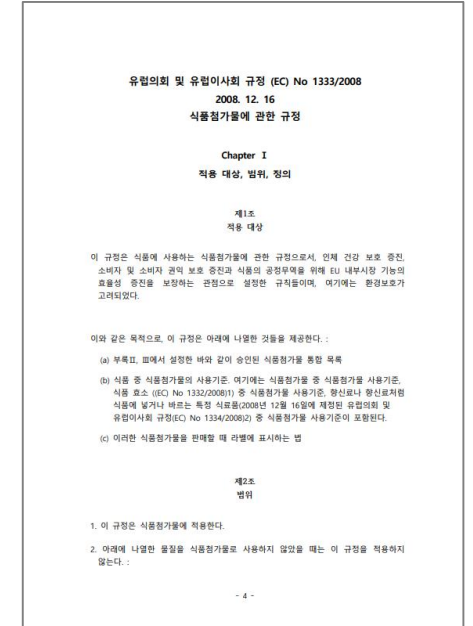 유럽의회 및 유럽이사회 규정 (EC) No 1333/2008
2008. 12. 16
식품첨가물에 관한 규정
Chapter I
적용 대상, 범위, 정의
제1조
적용 대상
이 규정은 식품에 사용하는 식품첨가물에 관한 규정으로서, 인체 건강 보호 증진,
소비자 및 소비자 권익 보호 증진과 식품의 공정무역을 위해 EU 내부시장 기능의
효율성 증진을 보장하는 관점으로 설정한 규칙들이며, 여기에는 환경보호가
고려되었다.
이와 같은 목적으로, 이 규정은 아래에 나열한 것들을 제공한다. :
(a) 부록Ⅱ, Ⅲ에서 설정한 바와 같이 승인된 식품첨가물 통합 목록
(b) 식품 중 식품첨가물의 사용기준. 여기에는 식품첨가물 중 식품첨가물 사용기준,
식품 효소 ((EC) No 1332/2008)1) 중 식품첨가물 사용기준, 향신료나 향신료처럼
식품에 넣거나 바르는 특정 식료품(2008년 12월 16일에 제정된 유럽의회 및
유럽이사회 규정(EC) No 1334/2008)2) 중 식품첨가물 사용기준이 포함된다.
(c) 이러한 식품첨가물을 판매할 때 라벨에 표시하는 법
제2조
범위
1. 이 규정은 식품첨가물에 적용한다.
2. 아래에 나열한 물질을 식품첨가물로 사용하지 않았을 때는 이 규정을 적용하지
않는다. :
- 4 -